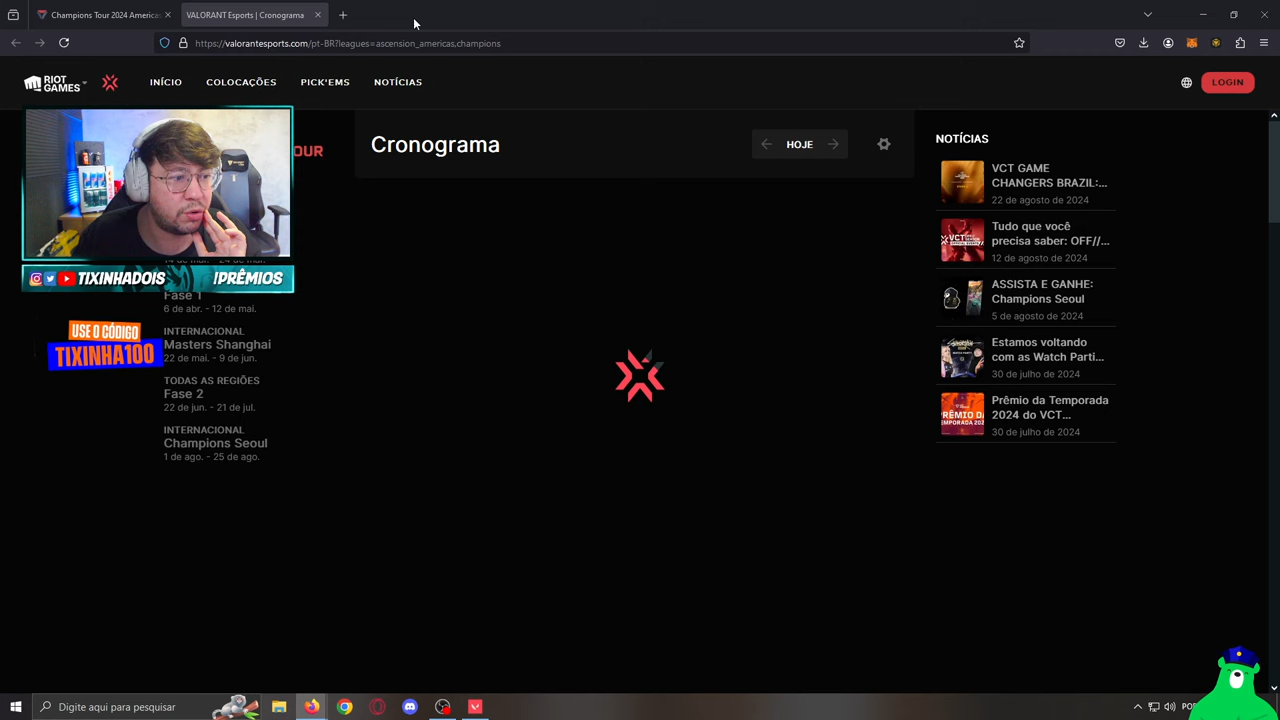 Champions Tour 2024 Americas
VALORANT Esports | Cronograma
https://valorantesports.com/pt-BR?leagues=ascension_americas,champions
RIOT GAMES
INÍCIO
COLOCAÇÕES
PICK'EMS
NOTÍCIAS
LOGIN
OUR
Cronograma
HOJE
NOTÍCIAS
VCT GAME
CHANGERS BRAZIL:...
22 de agosto de 2024
Tudo que você
precisa saber: OFF//...
12 de agosto de 2024
ASSISTA E GANHE:
Champions Seoul
5 de agosto de 2024
Estamos voltando
com as Watch Parti...
30 de julho de 2024
Prêmio da Temporada
2024 do VCT...
30 de julho de 2024
TIXINHADOIS
!PRÊMIOS
Fase 1
6 de abr. - 12 de mai.
USE O CÓDIGO
TIXINHA100
INTERNACIONAL
Masters Shanghai
22 de mai. - 9 de jun.
TODAS AS REGIÕES
Fase 2
22 de jun. - 21 de jul.
INTERNACIONAL
Champions Seoul
1 de ago. - 25 de ago.
Digite aqui para pesquisar